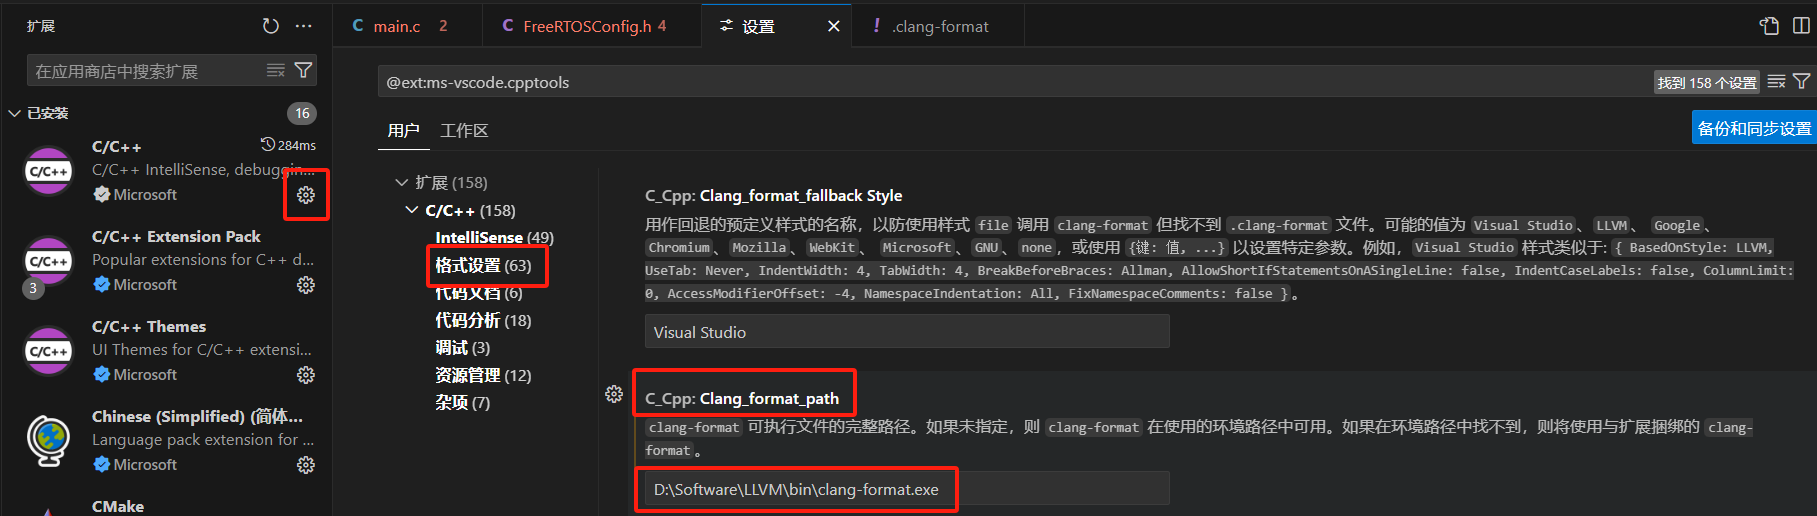 扩展
main.c 2
FreeRTOSConfig.h 4
设置
! .clang-format
在应用商店中搜索扩展
@ext:ms-vscode.cpptools
找到 158 个设置
已安装
16
用户
工作区
备份和同步设置
C/C++
284ms
C/C++ IntelliSense, debuggin...
Microsoft
C/C++ Extension Pack
Popular extensions for C++ d...
Microsoft
3
C/C++ Themes
UI Themes for C/C++ extensi...
Microsoft
Chinese (Simplified) (简体...
Language pack extension for ...
Microsoft
CMake
扩展 (158)
C/C++ (158)
IntelliSense (49)
格式设置 (63)
代码文档 (6)
代码分析 (18)
调试 (3)
资源管理 (12)
杂项 (7)
C_Cpp: Clang_format_fallback Style
用作回退的预定义样式的名称，以防使用样式 file 调用 clang-format 但找不到 .clang-format 文件。可能的值为 Visual Studio、LLVM、Google、
Chromium、Mozilla、WebKit、Microsoft、GNU、none，或使用 {键: 值, ...} 以设置特定参数。例如，Visual Studio 样式类似于: { BasedOnStyle: LLVM,
UseTab: Never, IndentWidth: 4, TabWidth: 4, BreakBeforeBraces: Allman, AllowShortIfStatementsOnASingleLine: false, IndentCaseLabels: false, ColumnLimit:
0, AccessModifierOffset: -4, NamespaceIndentation: All, FixNamespaceComments: false }。
Visual Studio
C_Cpp: Clang_format_path
clang-format 可执行文件的完整路径。如果未指定，则 clang-format 在使用的环境路径中可用。如果在环境路径中找不到，则将使用与扩展捆绑的 clang-
format。
D:\Software\LLVM\bin\clang-format.exe
C/C++
C/C++
C/C++
C
C